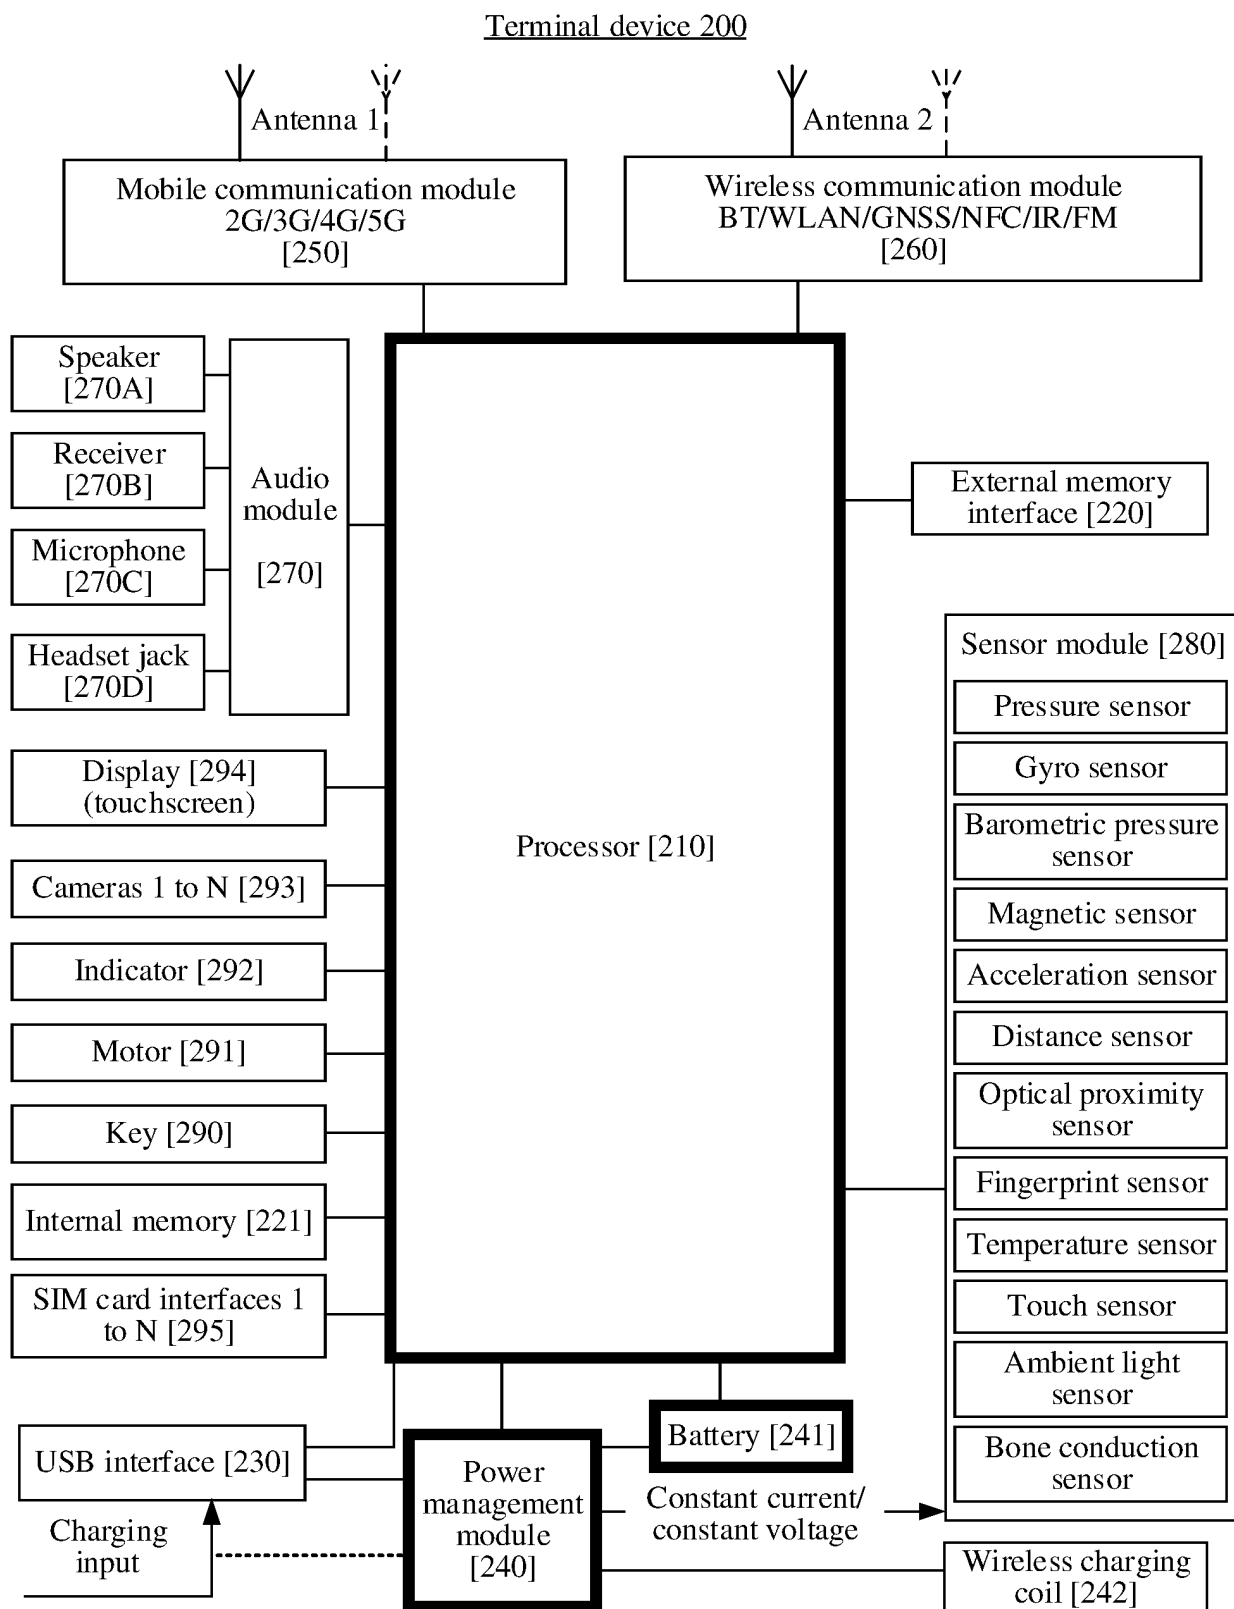 Terminal device 200
Antenna 1
Antenna 2
Mobile communication module
2G/3G/4G/5G
[250]
Wireless communication module
BT/WLAN/GNSS/NFC/IR/FM
[260]
Speaker
[270A]
Receiver
[270B]
Microphone
[270C]
Headset jack
[270D]
Audio
module
[270]
Display [294]
(touchscreen)
Cameras 1 to N [293]
Indicator [292]
Motor [291]
Key [290]
Internal memory [221]
SIM card interfaces 1
to N [295]
Processor [210]
External memory
interface [220]
Sensor module [280]
Pressure sensor
Gyro sensor
Barometric pressure
sensor
Magnetic sensor
Acceleration sensor
Distance sensor
Optical proximity
sensor
Fingerprint sensor
Temperature sensor
Touch sensor
Ambient light
sensor
Bone conduction
sensor
USB interface [230]
Charging
input
Power
management
module
[240]
Battery [241]
Constant current/
constant voltage
Wireless charging
coil [242]